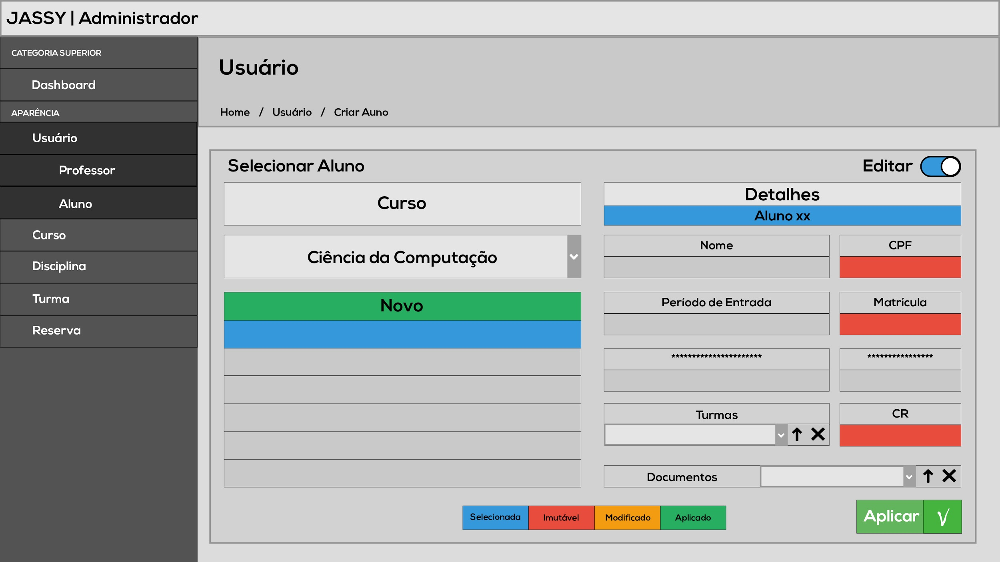 JASSY | Administrador
CATEGORIA SUPERIOR
Dashboard
APARÊNCIA
Usuário
Professor
Aluno
Curso
Disciplina
Turma
Reserva
Usuário
Home / Usuário / Criar Auno
Selecionar Aluno
Editar
Curso
Ciência da Computação
Novo
Detalhes
Aluno xx
Nome
CPF
Período de Entrada
Matrícula
**********************
****************
Turmas
CR
Documentos
Selecionada
Imutável
Modificado
Aplicado
Aplicar